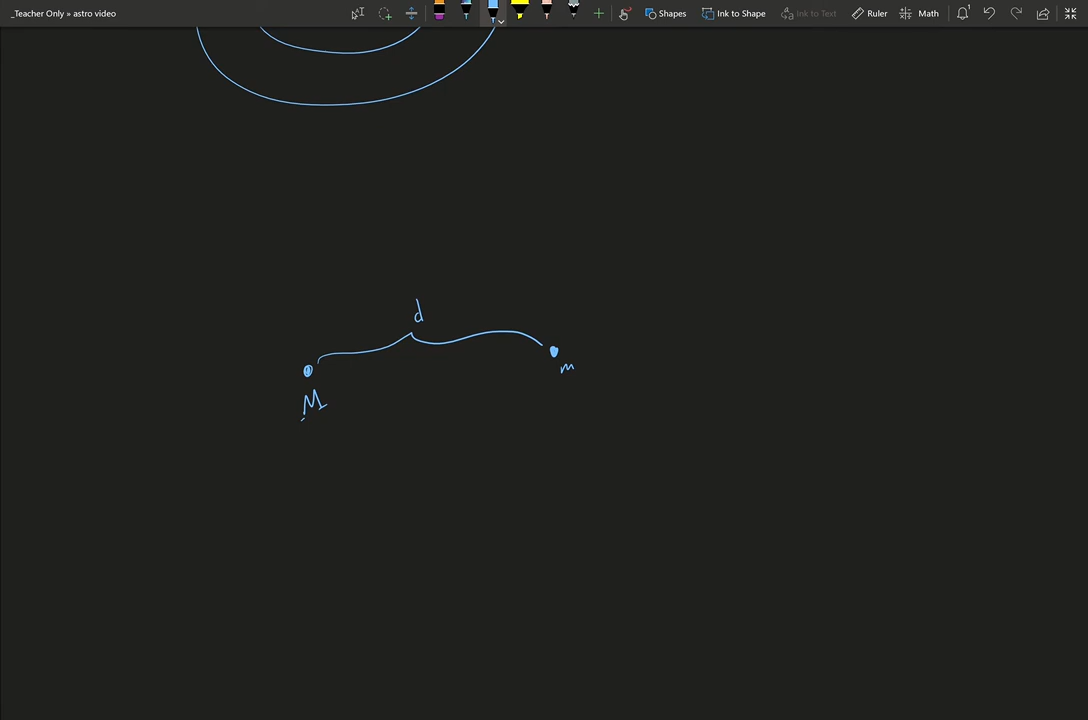 _Teacher Only » astro video
Shapes
Ink to Shape
Ink to Text
Ruler
Math
d
m
M